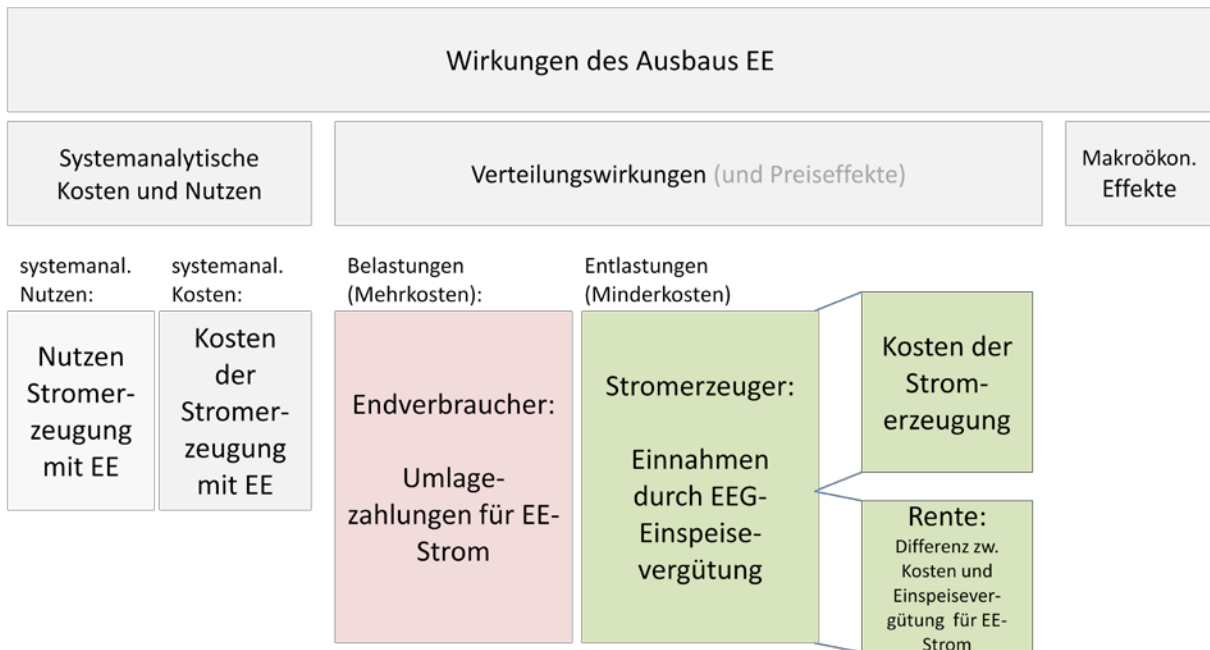 Wirkungen des Ausbaus EE
Systemanalytische
Kosten und Nutzen
Verteilungswirkungen (und Preiseffekte)
Makroökon.
Effekte
systemanal.
Nutzen:
systemanal.
Kosten:
Belastungen
(Mehrkosten):
Entlastungen
(Minderkosten)
Nutzen
Stromer-
zeugung
mit EE
Kosten
der
Stromer-
zeugung
mit EE
Endverbraucher:
Umlage-
zahlungen für EE-
Strom
Stromerzeuger:
Einnahmen
durch EEG-
Einspeise-
vergütung
Kosten der
Strom-
erzeugung
Rente:
Differenz zw.
Kosten und
Einspeisever-
gütung für EE-
Strom